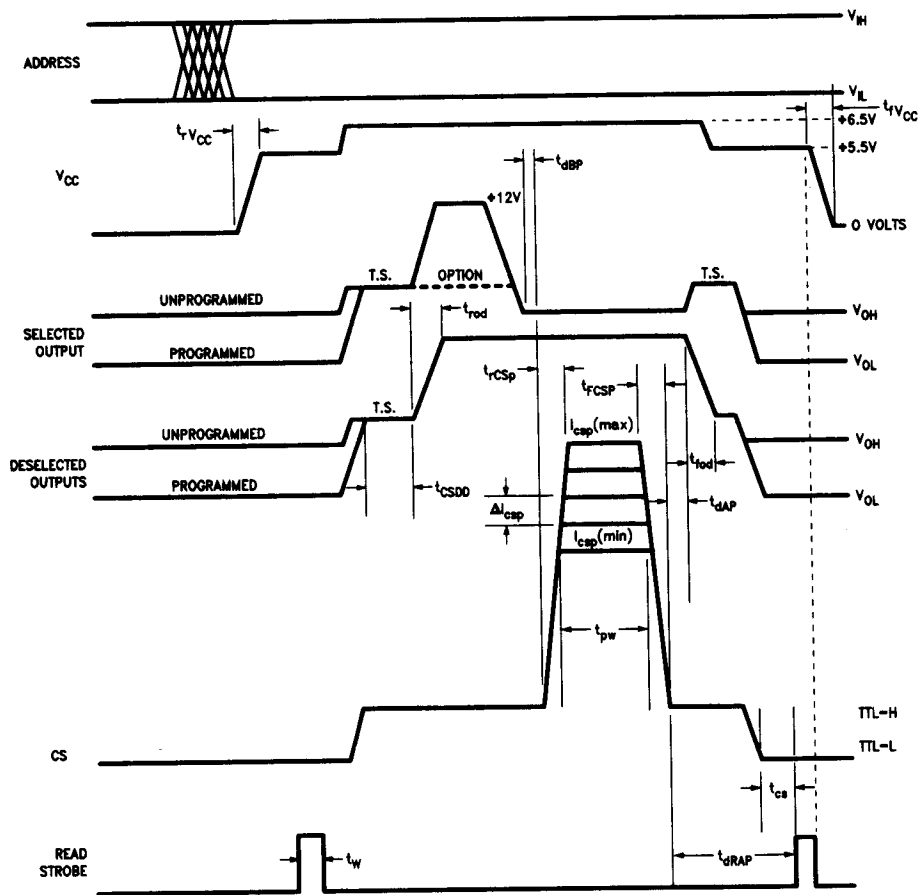 V_IH
ADDRESS
V_IL
t_rV_CC
t_fV_CC
+6.5V
+5.5V
t_dBP
V_CC
+12V
0 VOLTS
T.S.
OPTION
T.S.
UNPROGRAMMED
t_rod
V_OH
SELECTED
OUTPUT
PROGRAMMED
V_OL
t_rCSp
t_FCSP
T.S.
I_csp(max)
UNPROGRAMMED
V_OH
t_fod
DESELECTED
OUTPUTS
PROGRAMMED
t_CSDD
V_OL
ΔI_csp
t_dAP
I_csp(min)
t_pw
TTL-H
TTL-L
CS
t_cs
READ
STROBE
t_W
t_dRAP